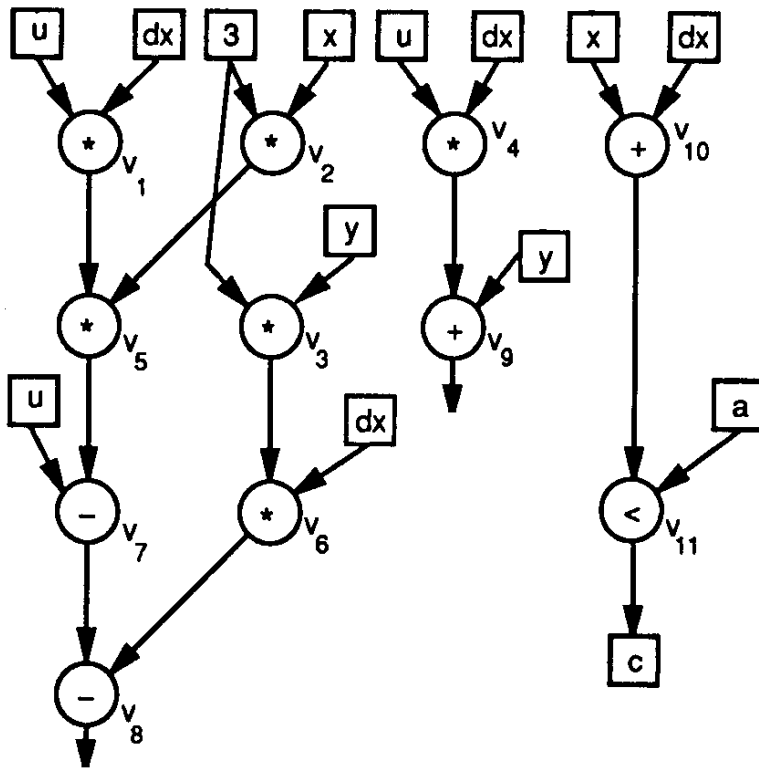 u dx 3 x u dx x dx
* v1 * v2 * v4 + v10
y
y
* v5 * v3 + v9
u dx a
- v7 * v6 < v11
c
- v8